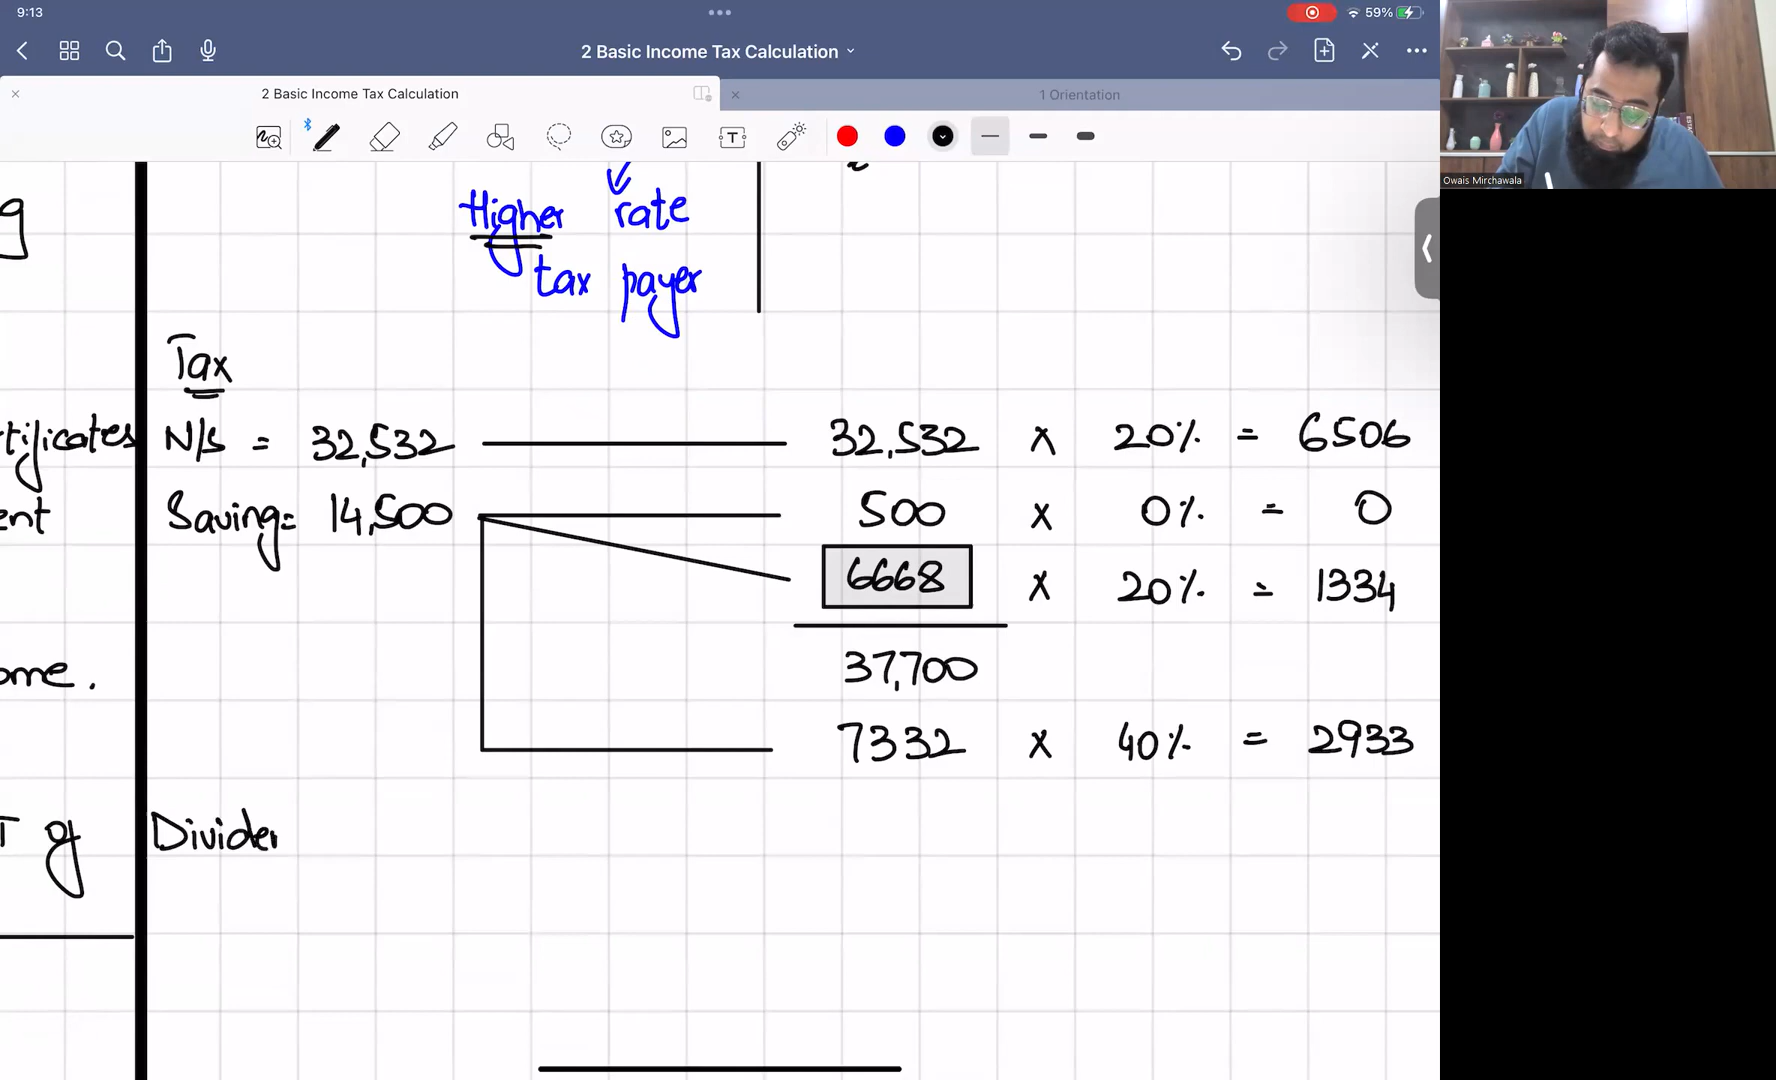 9:13
59%
2 Basic Income Tax Calculation
2 Basic Income Tax Calculation
1 Orientation
T
Owais Mirchawala
g
Higher rate
tax payer
Tax
tificates
N/S = 32,532 32,532 x 20% = 6506
ent
Saving= 14,500 500 x 0% = 0
6668 x 20% = 1334
37,700
ome.
7332 x 40% = 2933
T of
Divider